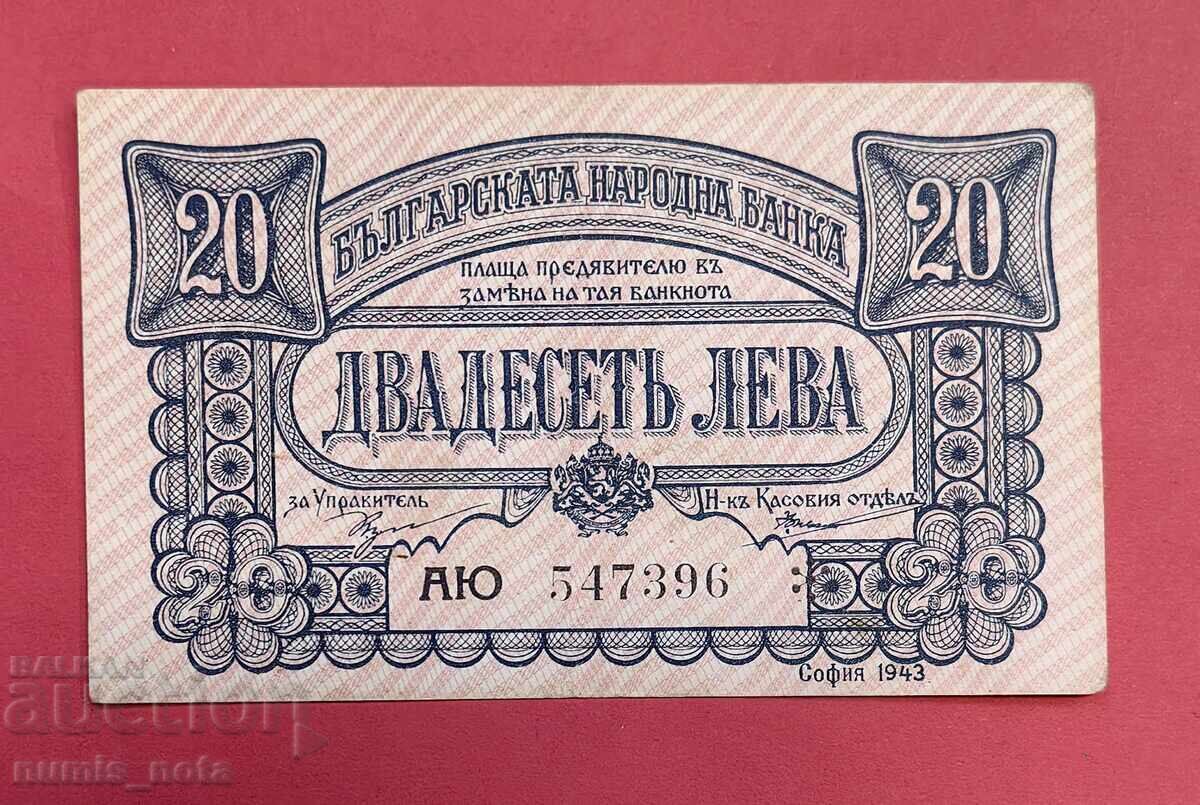 20
20
БЪЛГАРСКАТА НАРОДНА БАНКА
ПЛАЩА ПРЕДЯВИТЕЛЮ ВЪ
ЗАМѢНА НА ТАЯ БАНКНОТА
ДВАДЕСЕТЬ ЛЕВА
ЗА УПРАВИТЕЛЬ
Н-КЪ КАСОВИЯ ОТДѢЛЪ
АЮ 547396
20
20
София 1943
BALKAN
auction
numis_nota